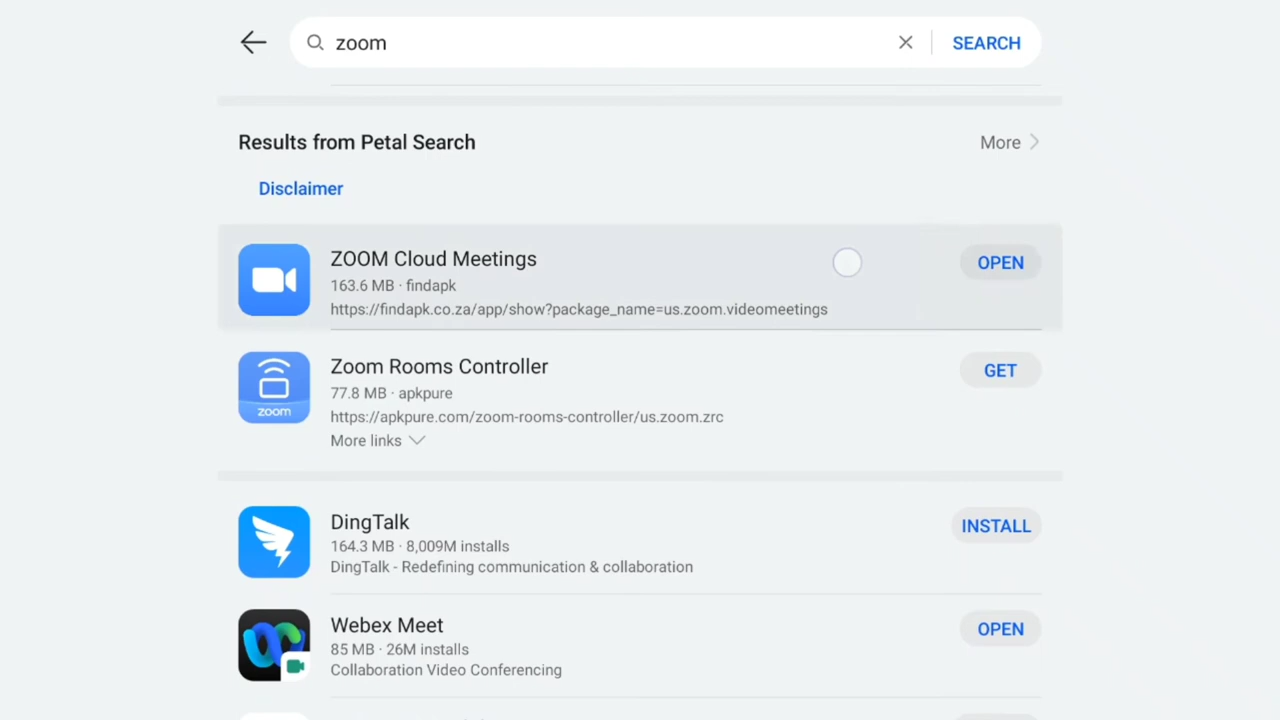 zoom
SEARCH
Results from Petal Search
More
Disclaimer
ZOOM Cloud Meetings
163.6 MB · findapk
https://findapk.co.za/app/show?package_name=us.zoom.videomeetings
OPEN
zoom
Zoom Rooms Controller
77.8 MB · apkpure
https://apkpure.com/zoom-rooms-controller/us.zoom.zrc
More links
GET
DingTalk
164.3 MB · 8,009M installs
DingTalk - Redefining communication & collaboration
INSTALL
Webex Meet
85 MB · 26M installs
Collaboration Video Conferencing
OPEN